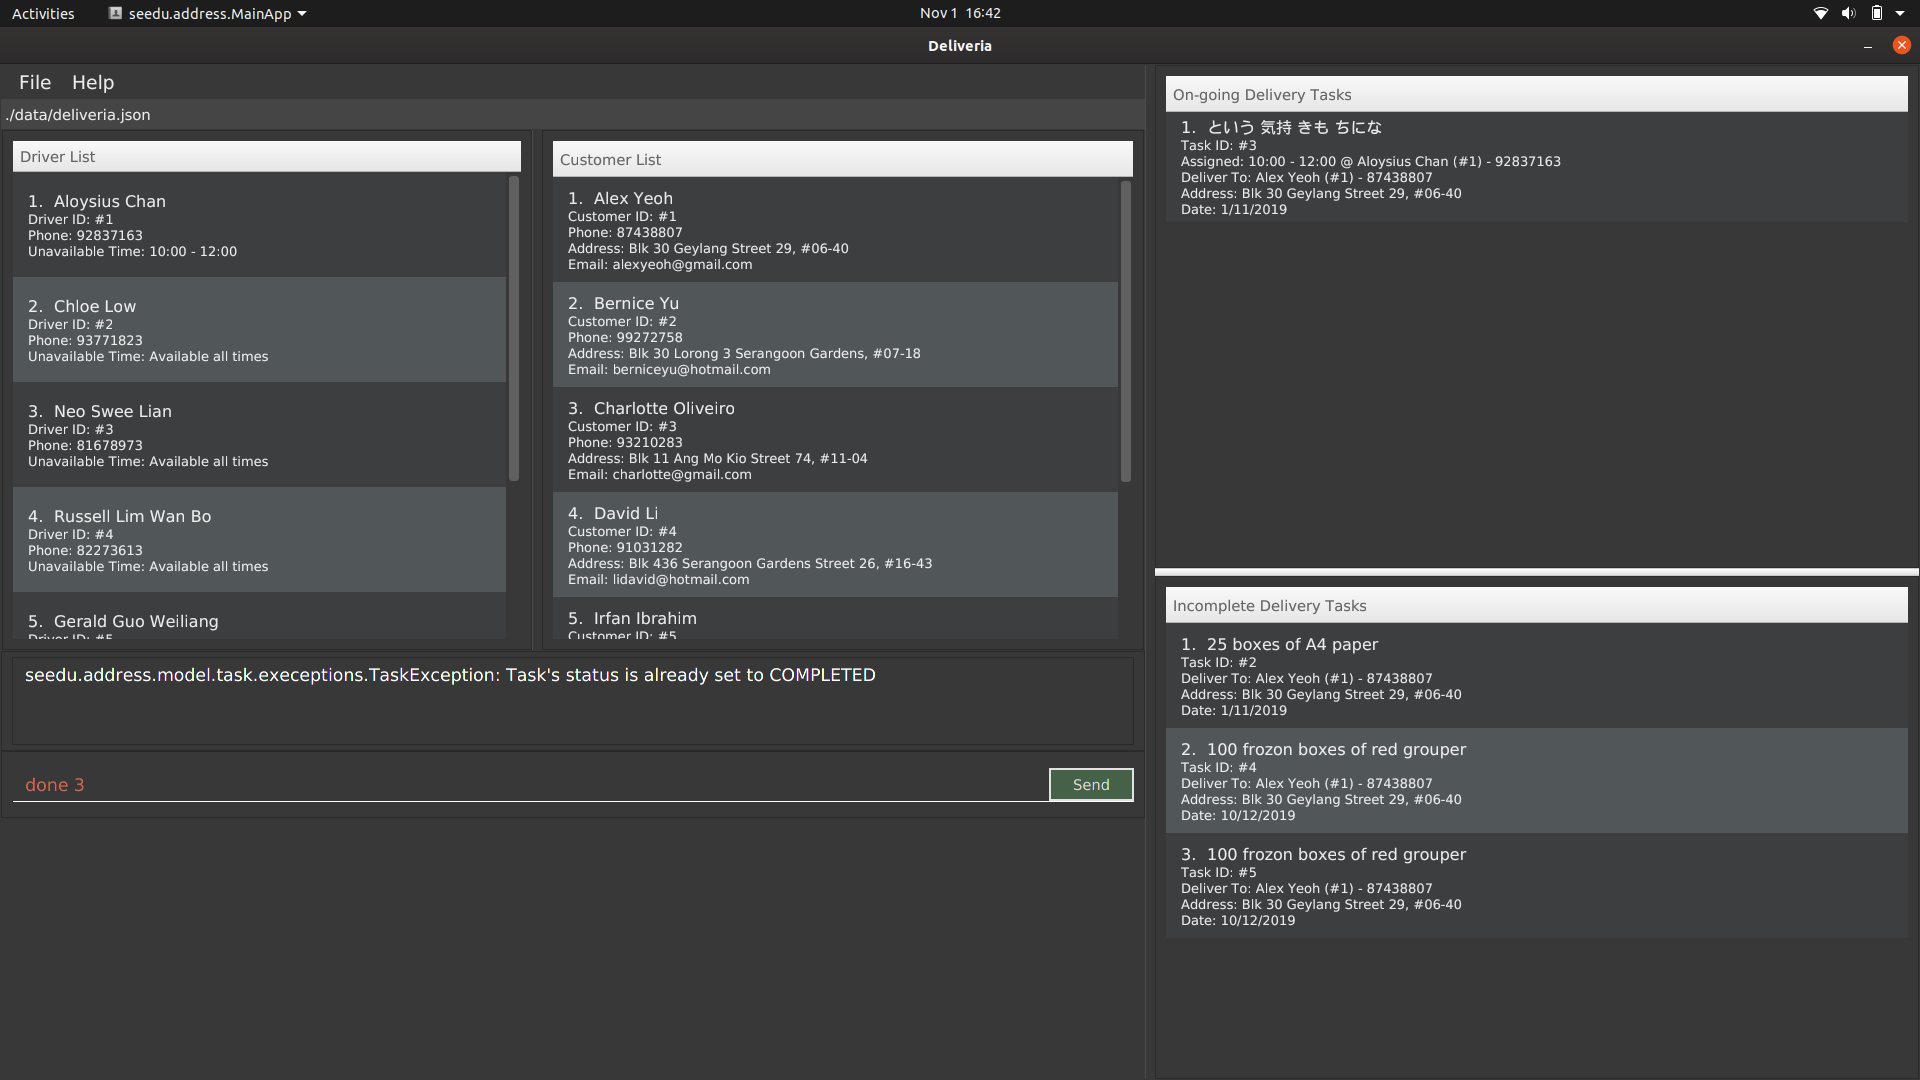 Activities
seedu.address.MainApp
Nov 1 16:42
Deliveria
File Help
./data/deliveria.json
Driver List
1. Aloysius Chan
Driver ID: #1
Phone: 92837163
Unavailable Time: 10:00 - 12:00
2. Chloe Low
Driver ID: #2
Phone: 93771823
Unavailable Time: Available all times
3. Neo Swee Lian
Driver ID: #3
Phone: 81678973
Unavailable Time: Available all times
4. Russell Lim Wan Bo
Driver ID: #4
Phone: 82273613
Unavailable Time: Available all times
5. Gerald Guo Weiliang
Driver ID: #5
Customer List
1. Alex Yeoh
Customer ID: #1
Phone: 87438807
Address: Blk 30 Geylang Street 29, #06-40
Email: alexyeoh@gmail.com
2. Bernice Yu
Customer ID: #2
Phone: 99272758
Address: Blk 30 Lorong 3 Serangoon Gardens, #07-18
Email: berniceyu@hotmail.com
3. Charlotte Oliveiro
Customer ID: #3
Phone: 93210283
Address: Blk 11 Ang Mo Kio Street 74, #11-04
Email: charlotte@gmail.com
4. David Li
Customer ID: #4
Phone: 91031282
Address: Blk 436 Serangoon Gardens Street 26, #16-43
Email: lidavid@hotmail.com
5. Irfan Ibrahim
Customer ID: #5
seedu.address.model.task.execeptions.TaskException: Task's status is already set to COMPLETED
done 3
Send
On-going Delivery Tasks
1. という 気持 きも ちにな
Task ID: #3
Assigned: 10:00 - 12:00 @ Aloysius Chan (#1) - 92837163
Deliver To: Alex Yeoh (#1) - 87438807
Address: Blk 30 Geylang Street 29, #06-40
Date: 1/11/2019
Incomplete Delivery Tasks
1. 25 boxes of A4 paper
Task ID: #2
Deliver To: Alex Yeoh (#1) - 87438807
Address: Blk 30 Geylang Street 29, #06-40
Date: 1/11/2019
2. 100 frozon boxes of red grouper
Task ID: #4
Deliver To: Alex Yeoh (#1) - 87438807
Address: Blk 30 Geylang Street 29, #06-40
Date: 10/12/2019
3. 100 frozon boxes of red grouper
Task ID: #5
Deliver To: Alex Yeoh (#1) - 87438807
Address: Blk 30 Geylang Street 29, #06-40
Date: 10/12/2019